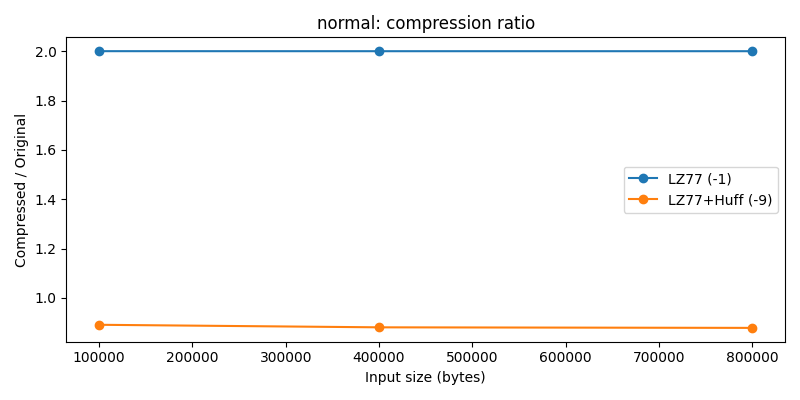 normal: compression ratio
Compressed / Original
2.0
1.8
1.6
1.4
1.2
1.0
LZ77 (-1)
LZ77+Huff (-9)
100000 200000 300000 400000 500000 600000 700000 800000
Input size (bytes)